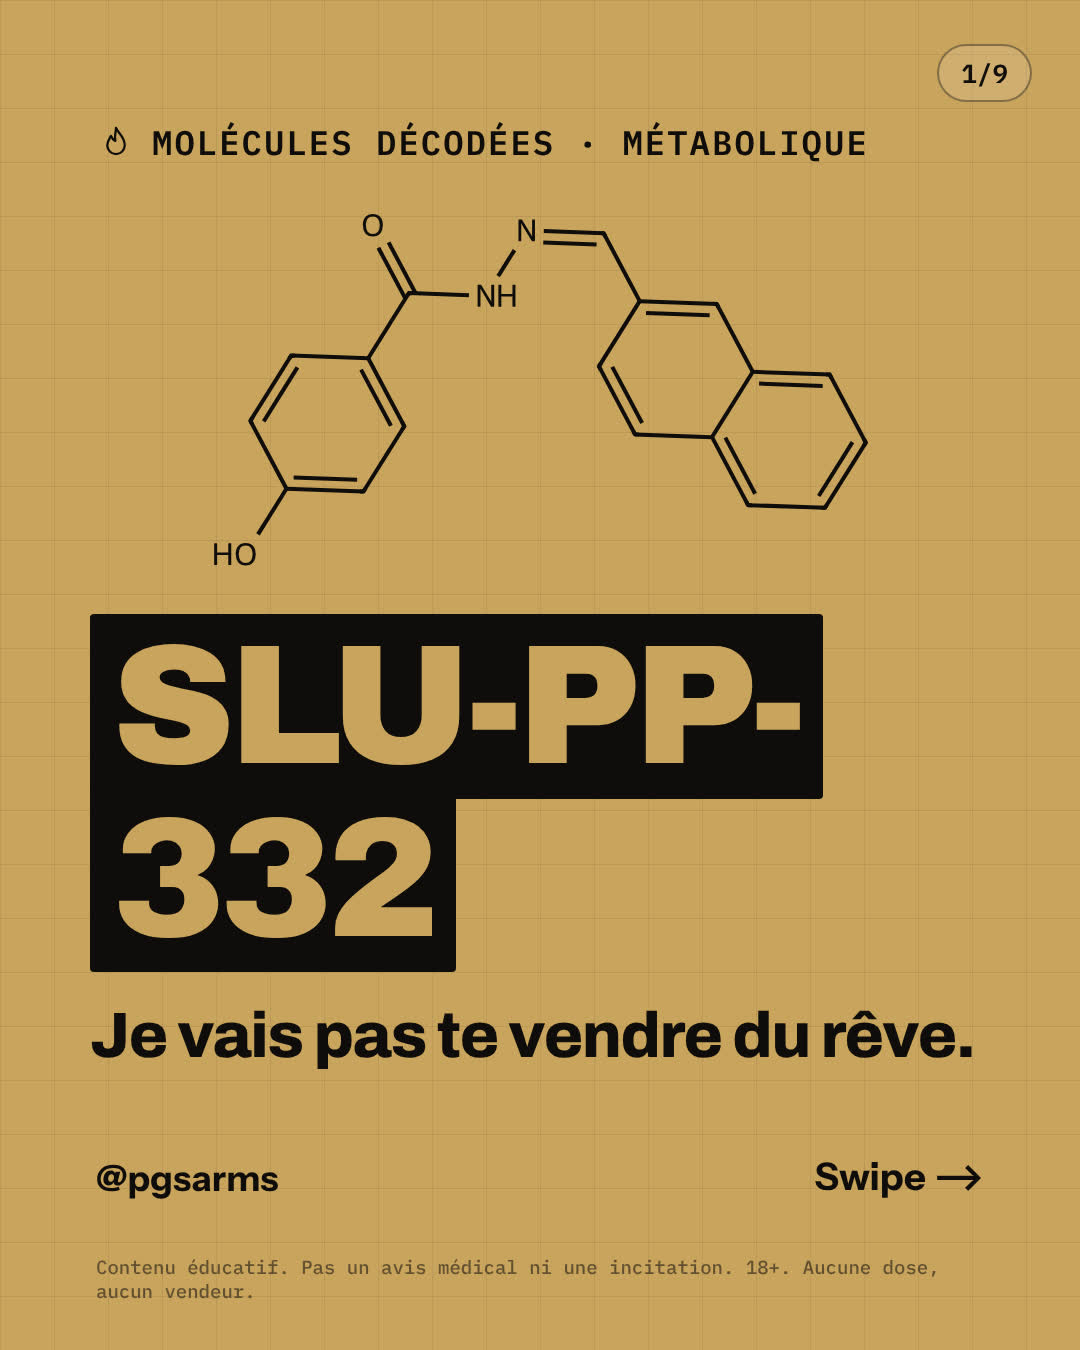 1/9
MOLÉCULES DÉCODÉES · MÉTABOLIQUE
O
N
NH
HO
SLU-PP-
332
Je vais pas te vendre du rêve.
@pgsarms
Swipe →
Contenu éducatif. Pas un avis médical ni une incitation. 18+. Aucune dose,
aucun vendeur.